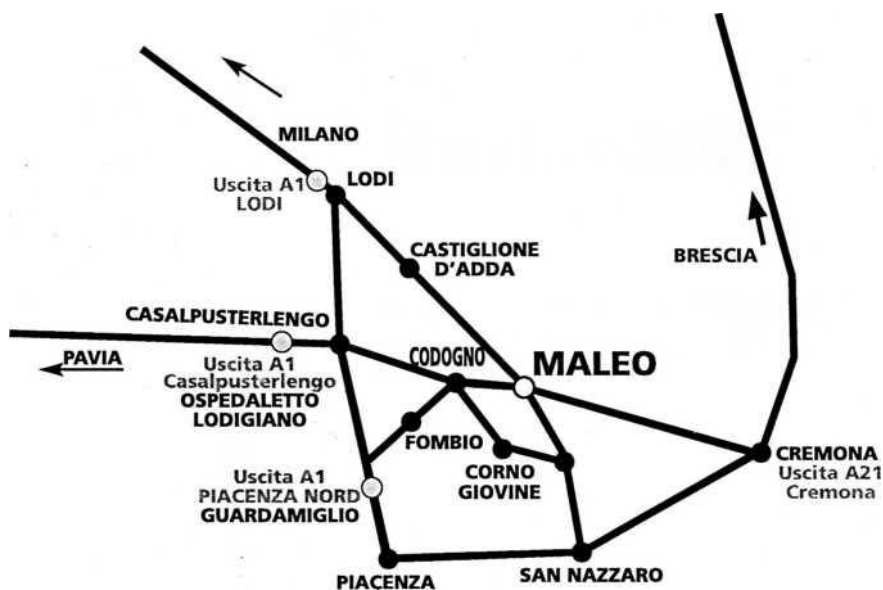 MILANO
Uscita A1
LODI
LODI
CASTIGLIONE
D'ADDA
BRESCIA
CASALPUSTERLENGO
PAVIA
Uscita A1
Casalpusterlengo
OSPEDALETTO
LODIGIANO
CODOGNO
MALEO
FOMBIO
CORNO
GIOVINE
CREMONA
Uscita A21
Cremona
Uscita A1
PIACENZA NORD
GUARDAMIGLIO
PIACENZA
SAN NAZZARO